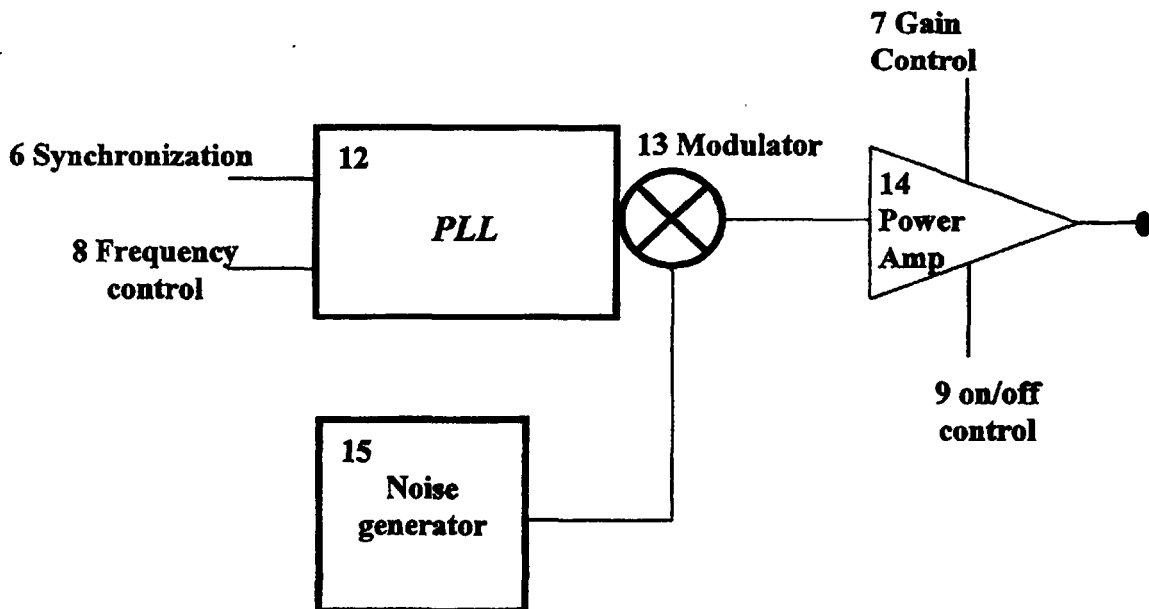 7 Gain
Control
6 Synchronization
12
13 Modulator
PLL
14
Power
Amp
8 Frequency
control
9 on/off
control
15
Noise
generator